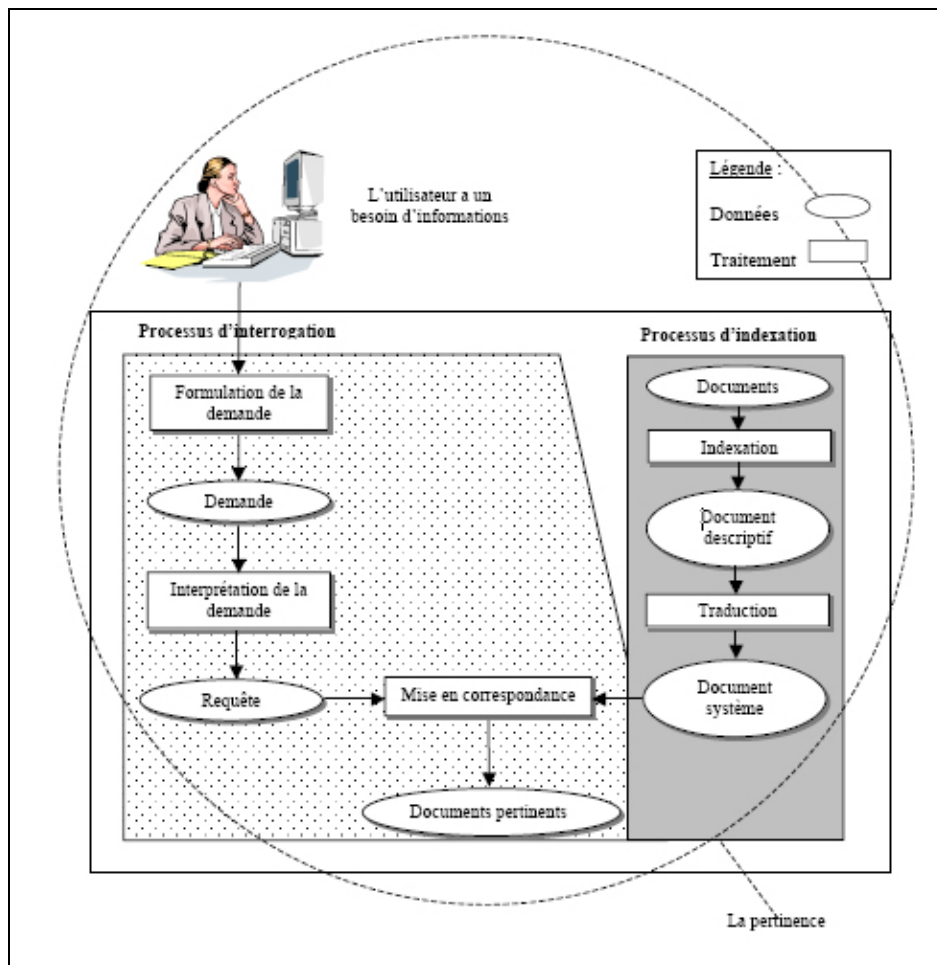 L'utilisateur a un
besoin d'informations
Légende :
Données
Traitement
Processus d'interrogation
Formulation de la
demande
Demande
Interprétation de la
demande
Requête
Mise en correspondance
Documents pertinents
Processus d'indexation
Documents
Indexation
Document
descriptif
Traduction
Document
système
La pertinence